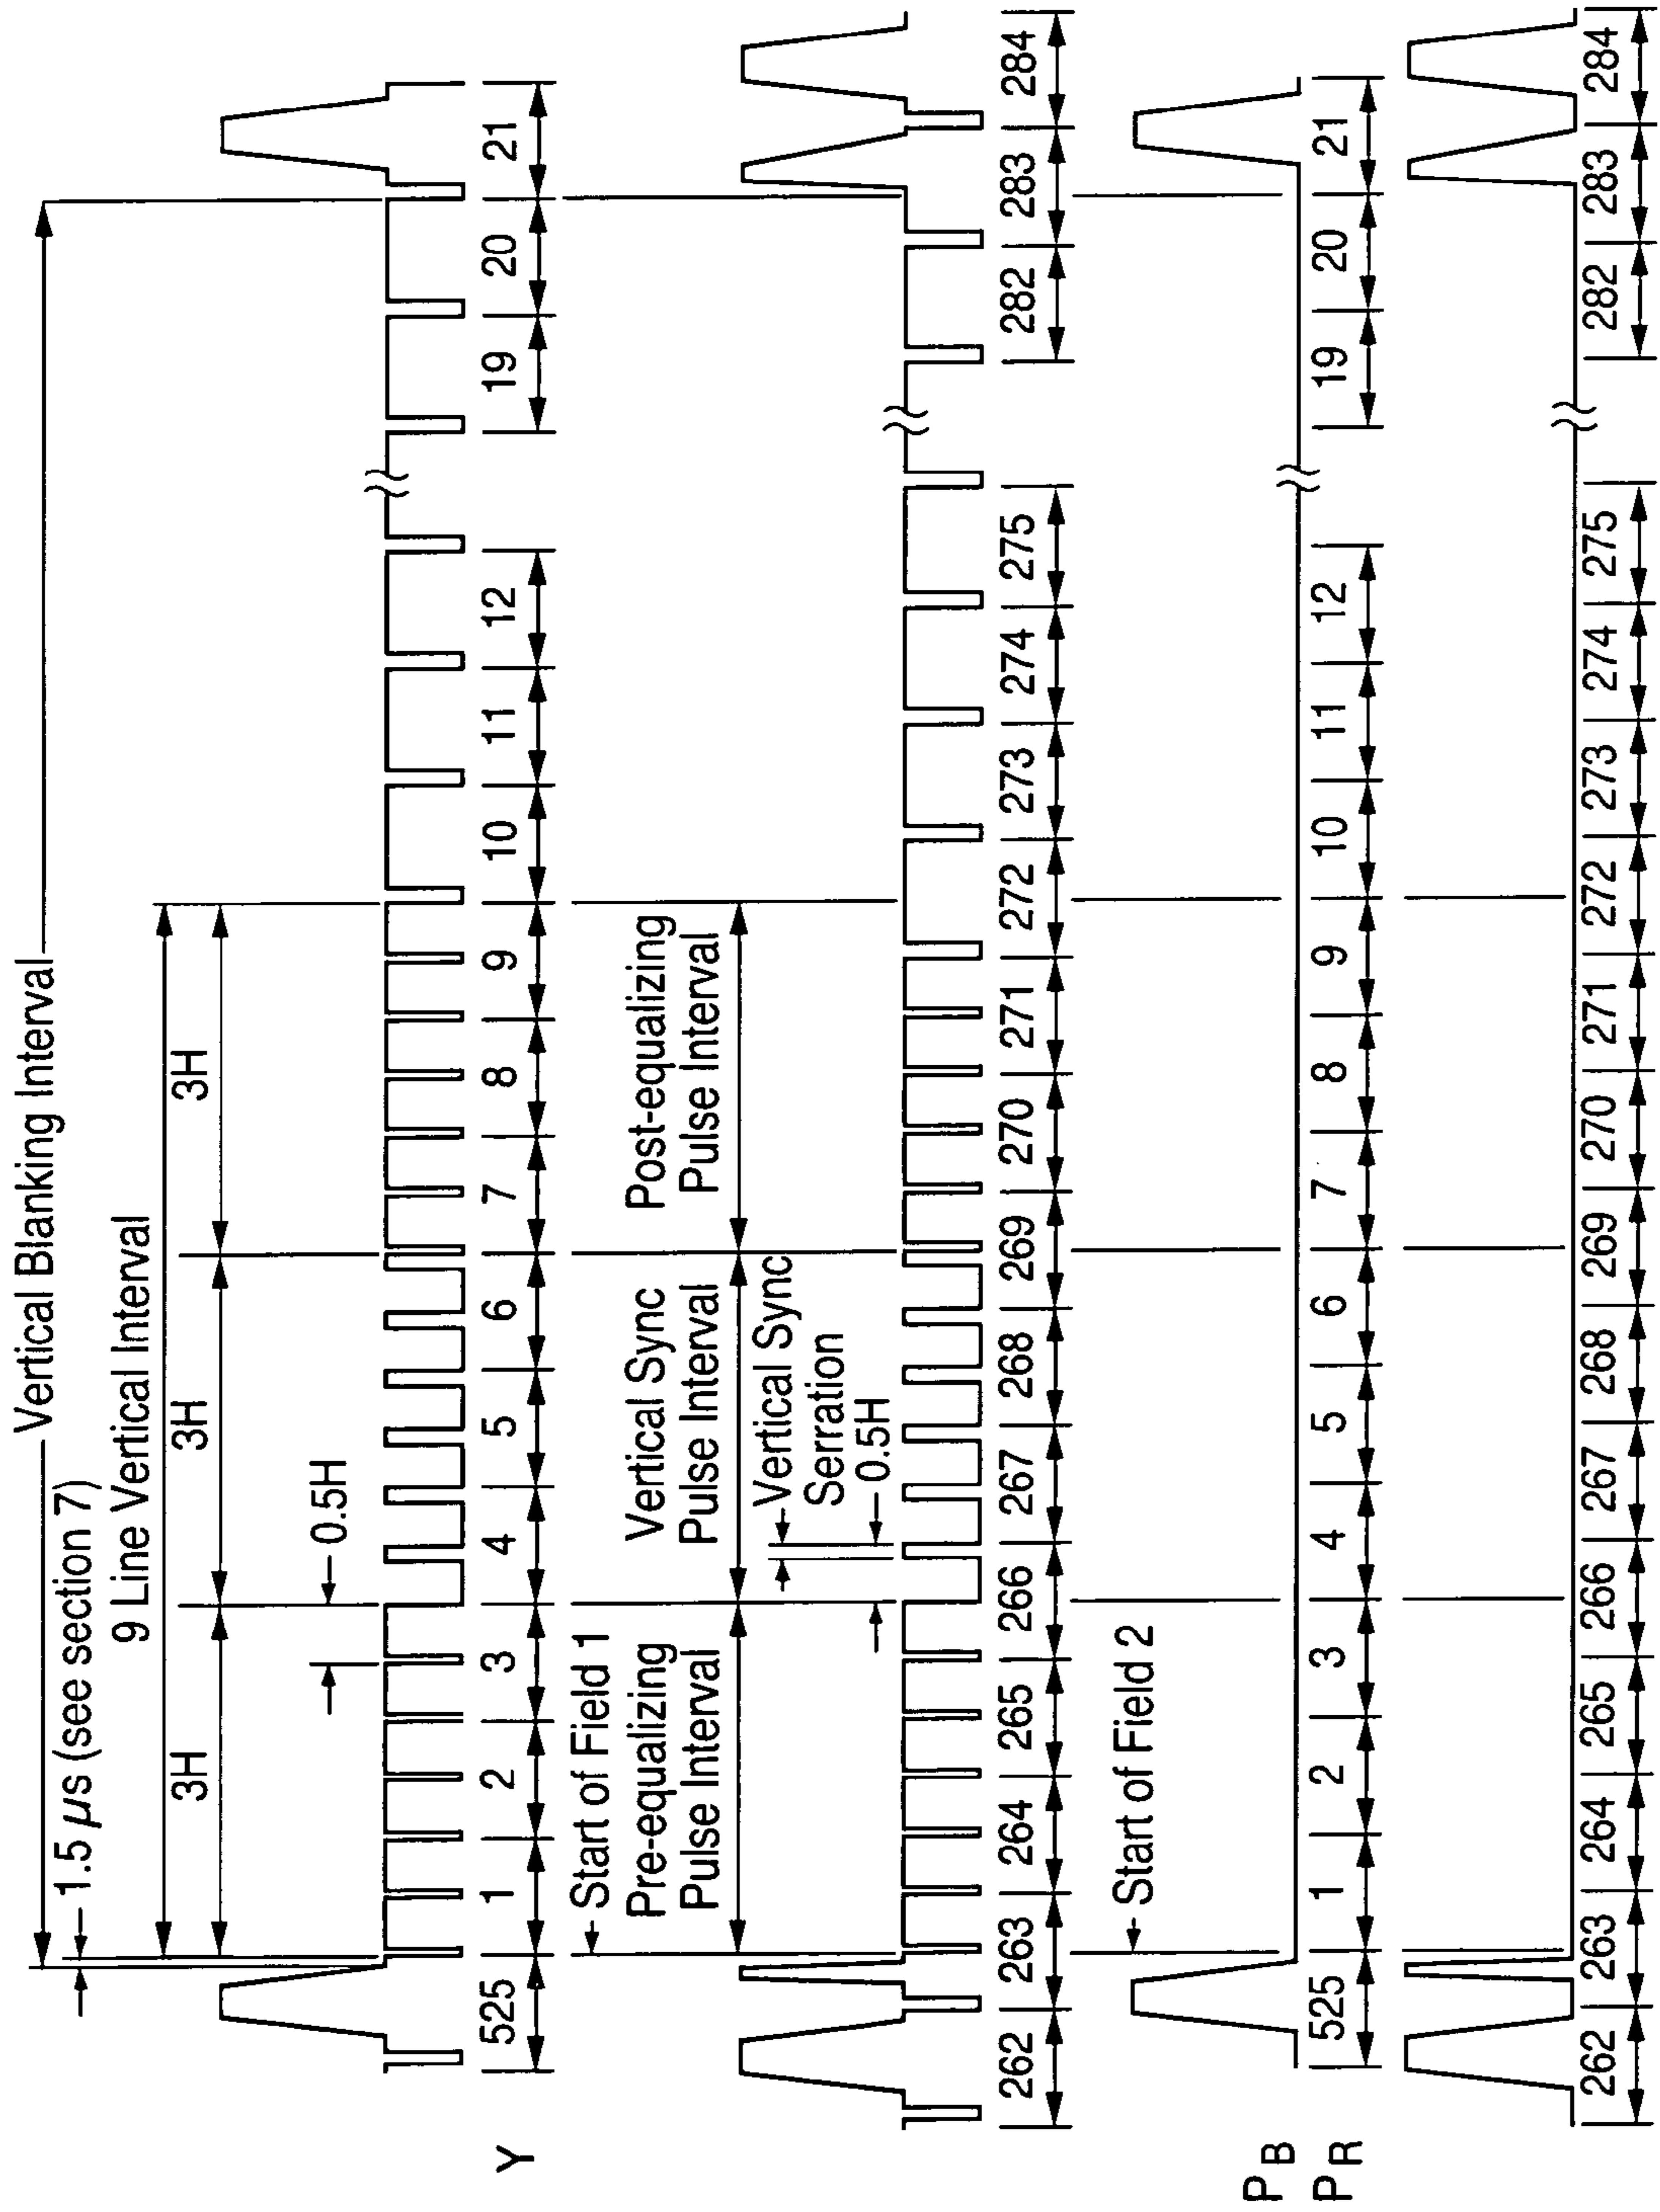 Vertical Blanking Interval
1.5 µs (see section 7)
9 Line Vertical Interval
3H 3H 3H
0.5H
Y
525 1 2 3 4 5 6 7 8 9 10 11 12 19 20 21
Start of Field 1
Pre-equalizing
Pulse Interval
Vertical Sync
Pulse Interval
Post-equalizing
Pulse Interval
Vertical Sync
Serration
0.5H
262 263 264 265 266 267 268 269 270 271 272 273 274 275 282 283 284
Start of Field 2
PB
PR
525 1 2 3 4 5 6 7 8 9 10 11 12 19 20 21
262 263 264 265 266 267 268 269 270 271 272 273 274 275 282 283 284